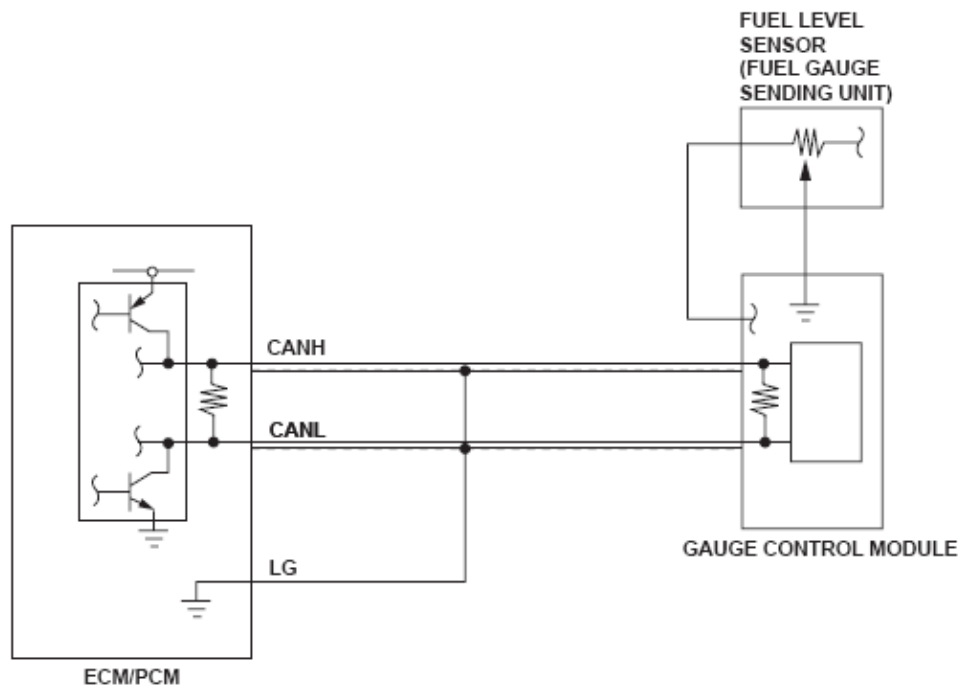 FUEL LEVEL
SENSOR
(FUEL GAUGE
SENDING UNIT)
CANH
CANL
LG
GAUGE CONTROL MODULE
ECM/PCM